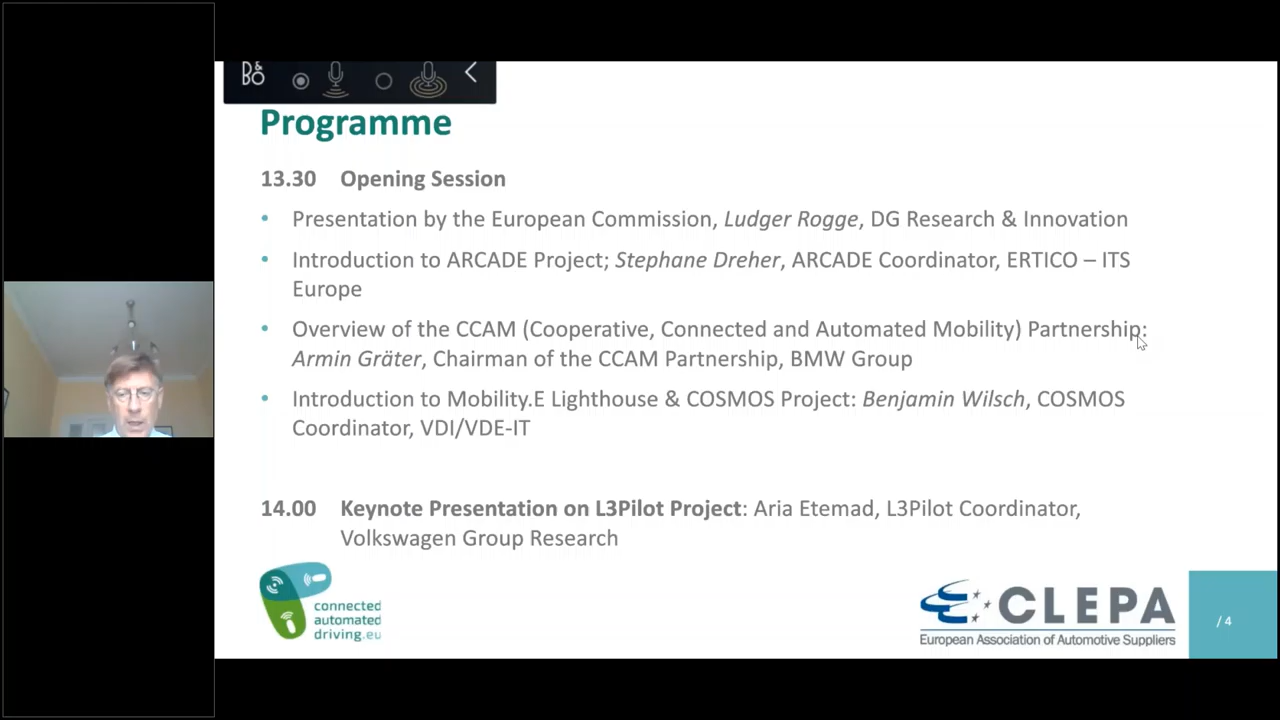 B&O
Programme
13.30 Opening Session
• Presentation by the European Commission, Ludger Rogge, DG Research & Innovation
• Introduction to ARCADE Project; Stephane Dreher, ARCADE Coordinator, ERTICO – ITS
Europe
• Overview of the CCAM (Cooperative, Connected and Automated Mobility) Partnership:
Armin Gräter, Chairman of the CCAM Partnership, BMW Group
• Introduction to Mobility.E Lighthouse & COSMOS Project: Benjamin Wilsch, COSMOS
Coordinator, VDI/VDE-IT
14.00 Keynote Presentation on L3Pilot Project: Aria Etemad, L3Pilot Coordinator,
Volkswagen Group Research
connected
automated
driving.eu
CLEPA
European Association of Automotive Suppliers
/ 4